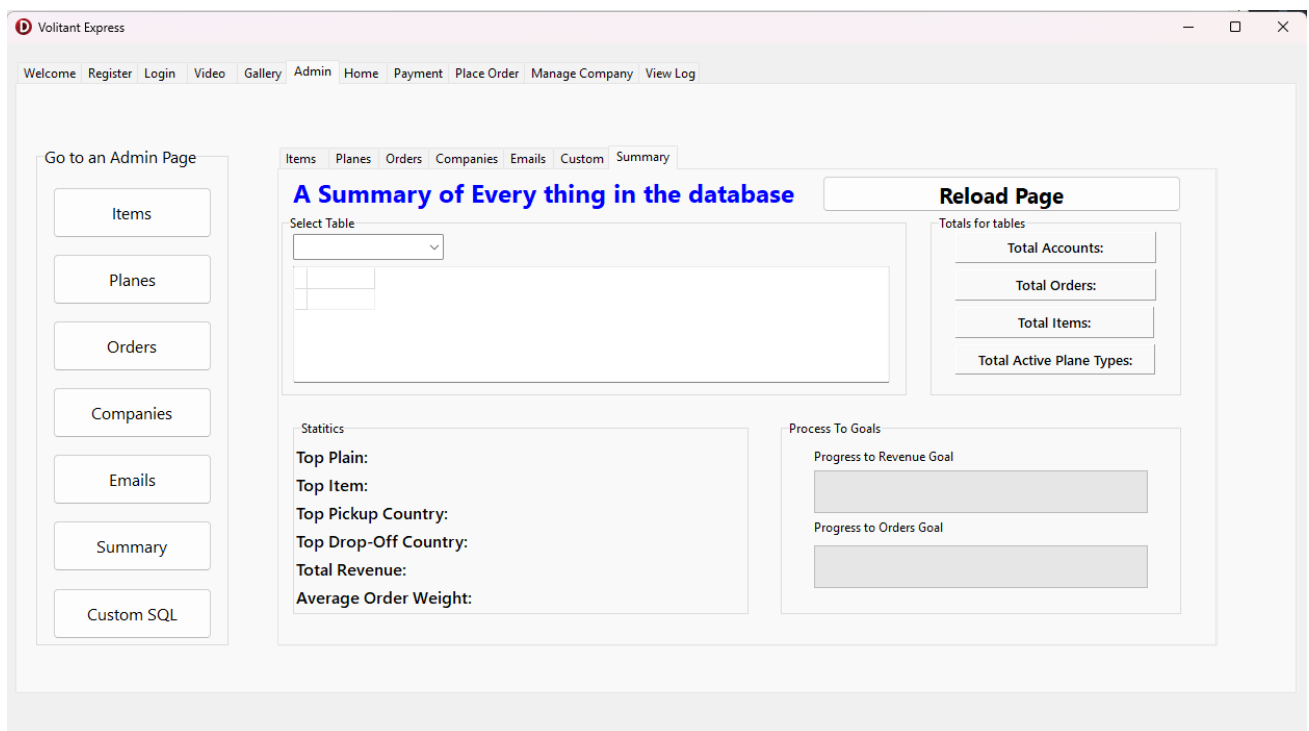 Volitant Express
Welcome Register Login Video Gallery Admin Home Payment Place Order Manage Company View Log
Go to an Admin Page
Items
Planes
Orders
Companies
Emails
Summary
Custom SQL
Items Planes Orders Companies Emails Custom Summary
A Summary of Every thing in the database
Reload Page
Select Table
Totals for tables
Total Accounts:
Total Orders:
Total Items:
Total Active Plane Types:
Statitics
Top Plain:
Top Item:
Top Pickup Country:
Top Drop-Off Country:
Total Revenue:
Average Order Weight:
Process To Goals
Progress to Revenue Goal
Progress to Orders Goal